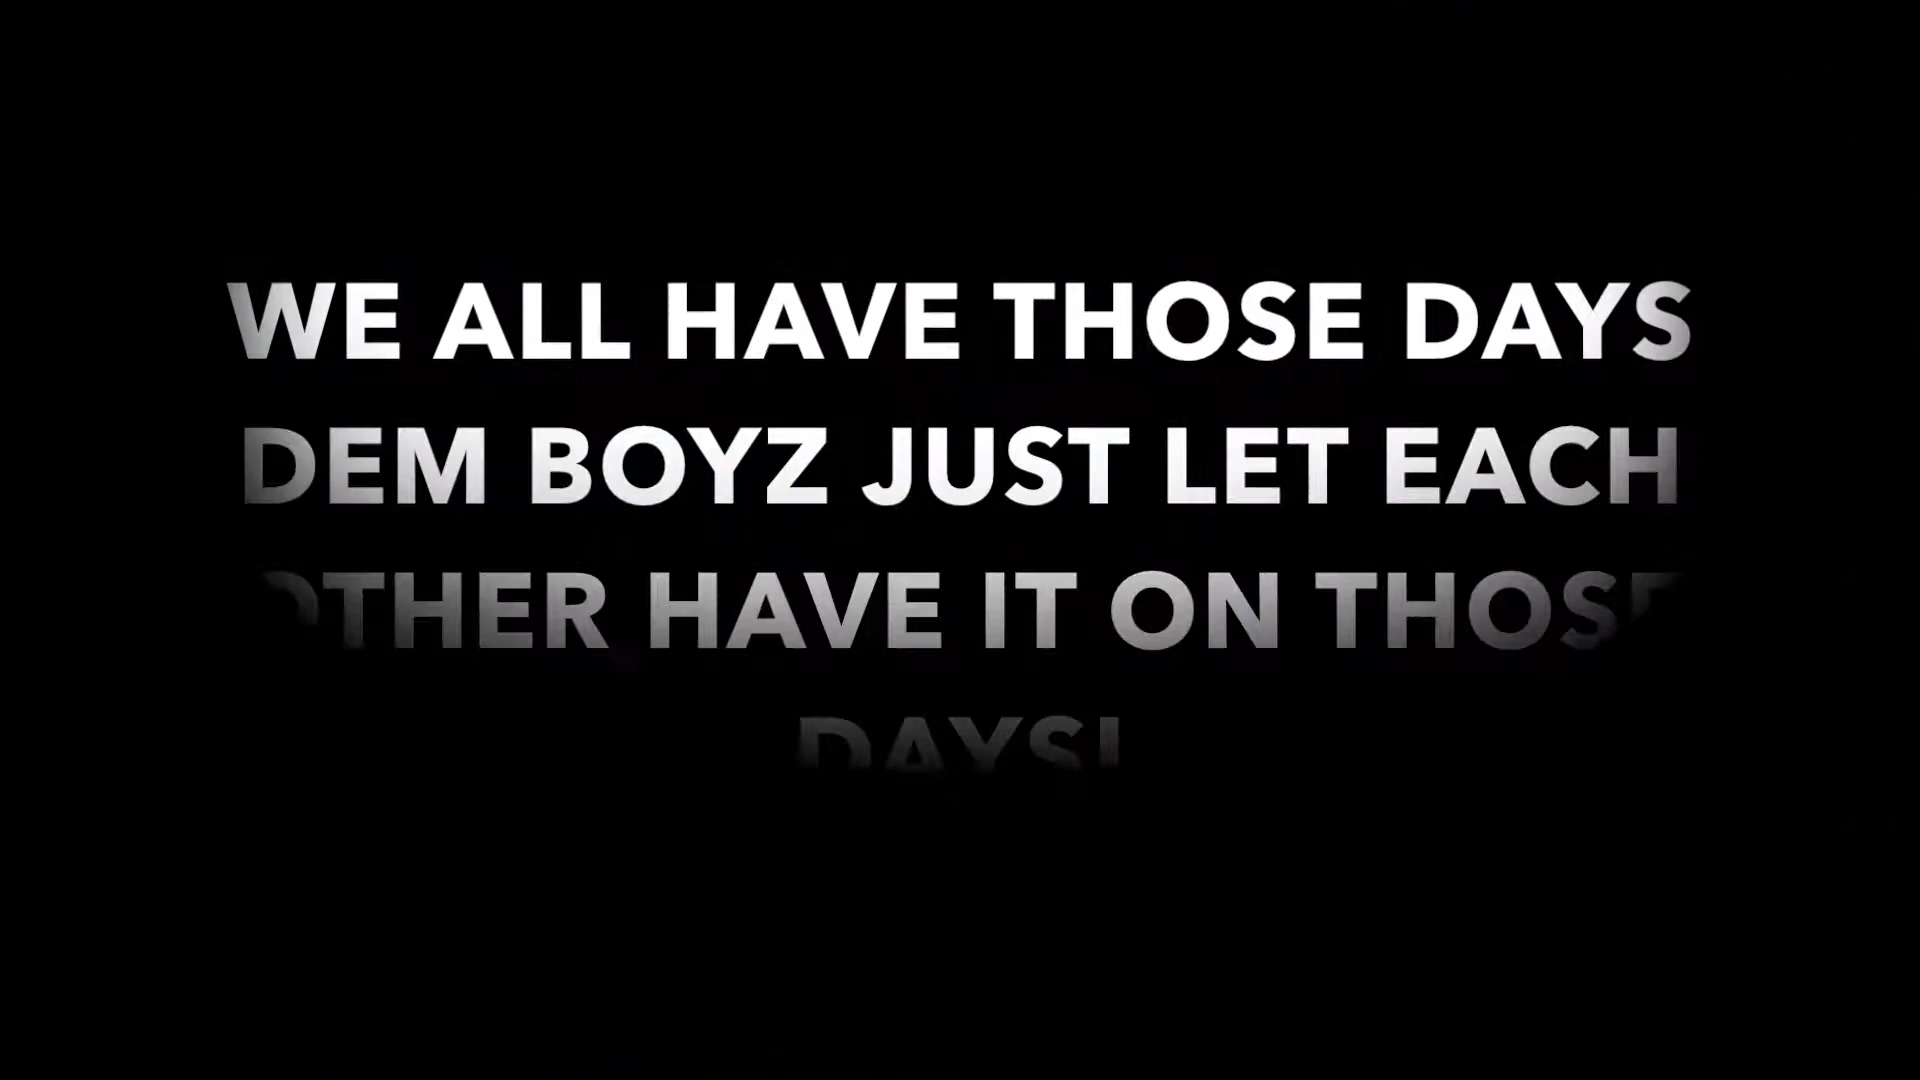 WE ALL HAVE THOSE DAYS
DEM BOYZ JUST LET EACH
OTHER HAVE IT ON THOSE
DAYS!